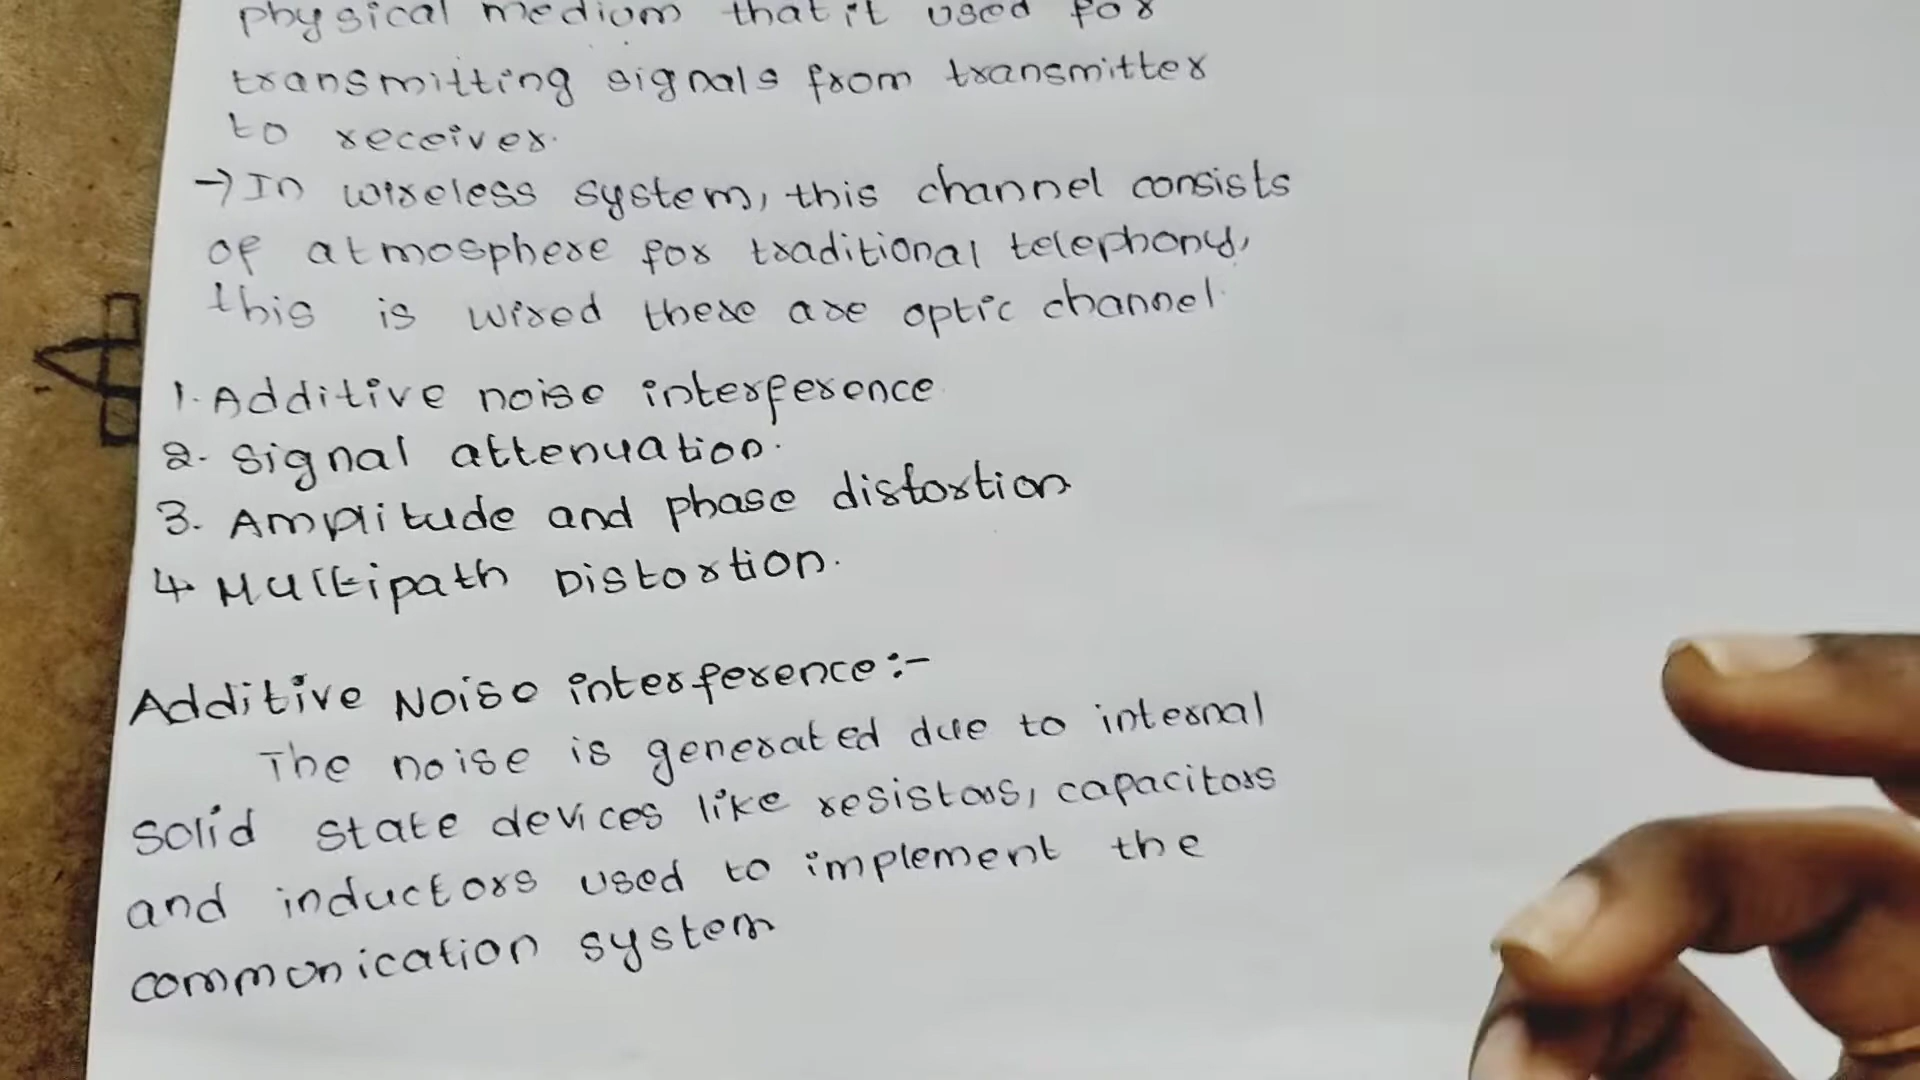 physical medium that it used for
transmitting signals from transmitter
to receiver.
→ In wireless system, this channel consists
of atmosphere for traditional telephony,
this is wired there are optic channel.
1. Additive noise interference
2. Signal attenuation.
3. Amplitude and phase distortion
4. Multipath Distortion.
Additive Noise interference :-
The noise is generated due to internal
solid state devices like resistors, capacitors
and inductors used to implement the
communication system